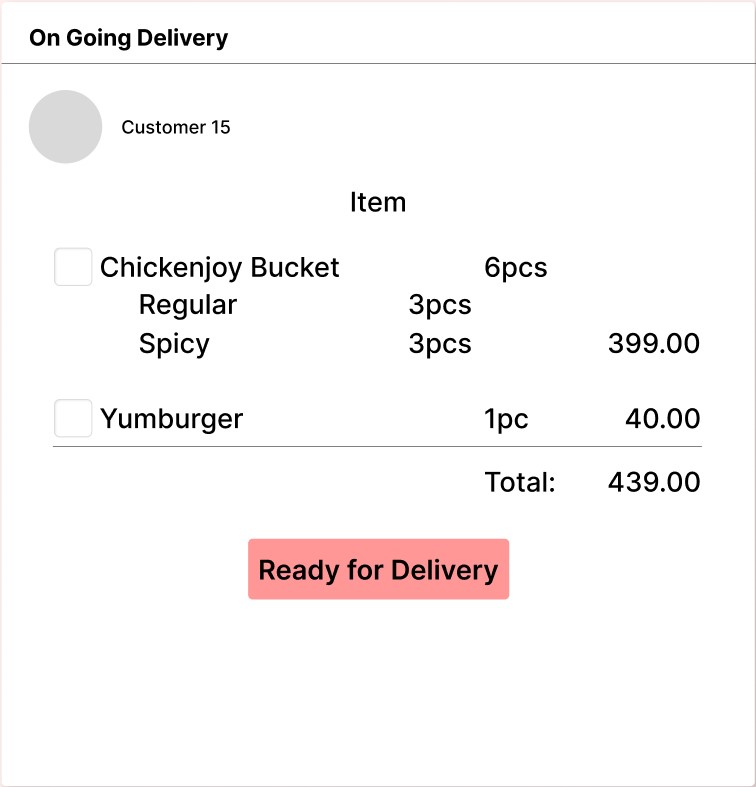 On Going Delivery
Customer 15
Item
Chickenjoy Bucket 6pcs
Regular 3pcs
Spicy 3pcs 399.00
Yumburger 1pc 40.00
Total: 439.00
Ready for Delivery